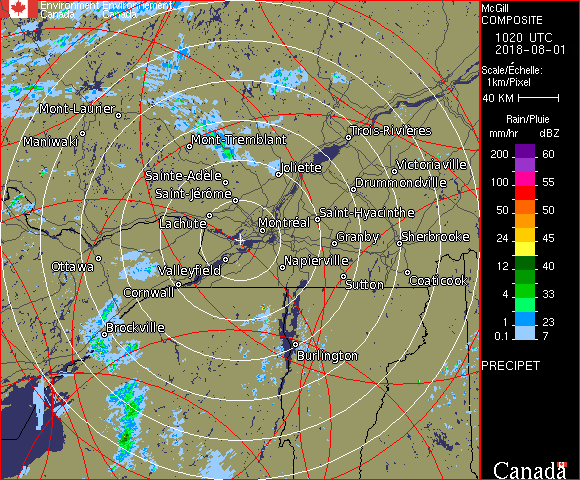 Environment Environnement
Canada Canada
Mont-Laurier
Maniwaki
Mont-Tremblant
Trois-Rivières
Joliette
Victoriaville
Sainte-Adèle
Drummondville
Saint-Jérôme
Lachute
Saint-Hyacinthe
Montréal
Granby
Sherbrooke
Ottawa
Valleyfield
Napierville
Sutton
Coaticook
Cornwall
Brockville
Burlington
McGill
COMPOSITE
1020 UTC
2018-08-01
Scale/Échelle:
1km/Pixel
40 KM
Rain/Pluie
mm/hr dBZ
200 60
100 55
50 50
24 45
12 40
8 39
4 33
1 23
0.1 7
PRECIPET
Canada